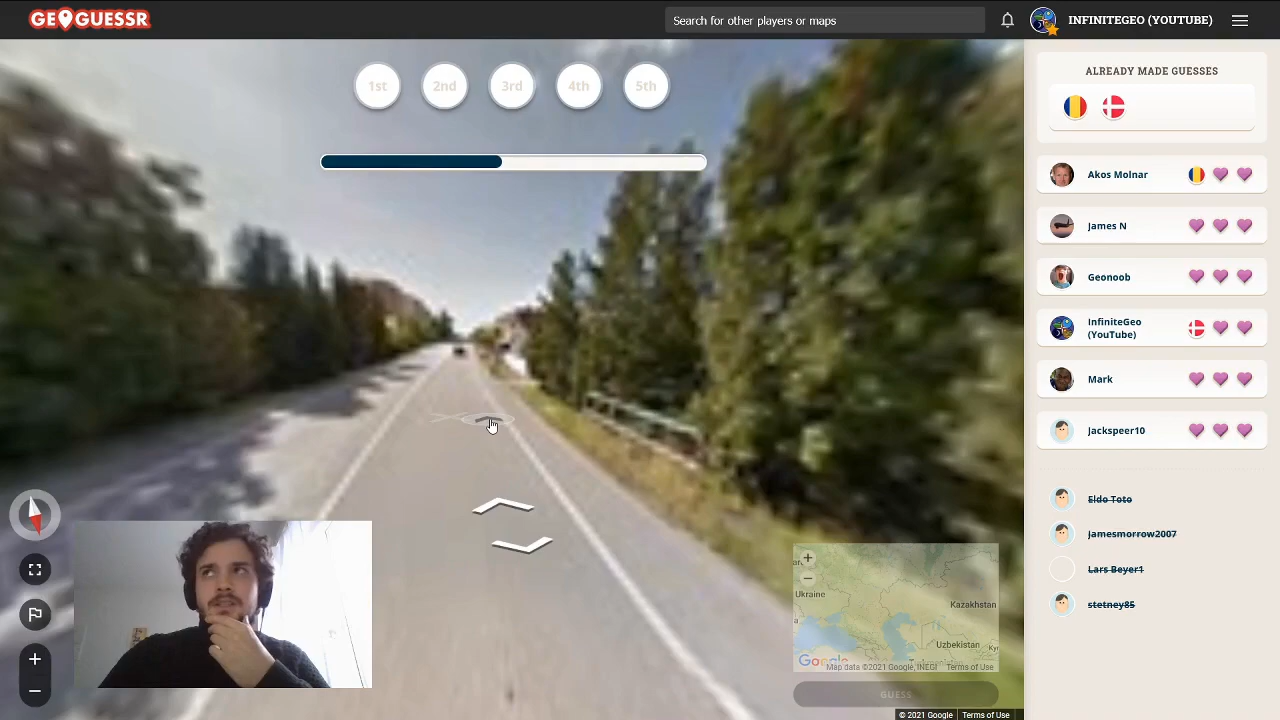 GEOGUESSR
Search for other players or maps
INFINITEGEO (YOUTUBE)
1st
2nd
3rd
4th
5th
ALREADY MADE GUESSES
Akos Molnar
James N
Geonoob
InfiniteGeo
(YouTube)
Mark
Jackspeer10
Eldo Toto
jamesmorrow2007
Lars Beyer1
stetney85
+
−
Ukraine
Kazakhstan
Uzbekistan
Google
Map data ©2021 Google, INEGI
Terms of Use
GUESS
+
−
© 2021 Google
Terms of Use